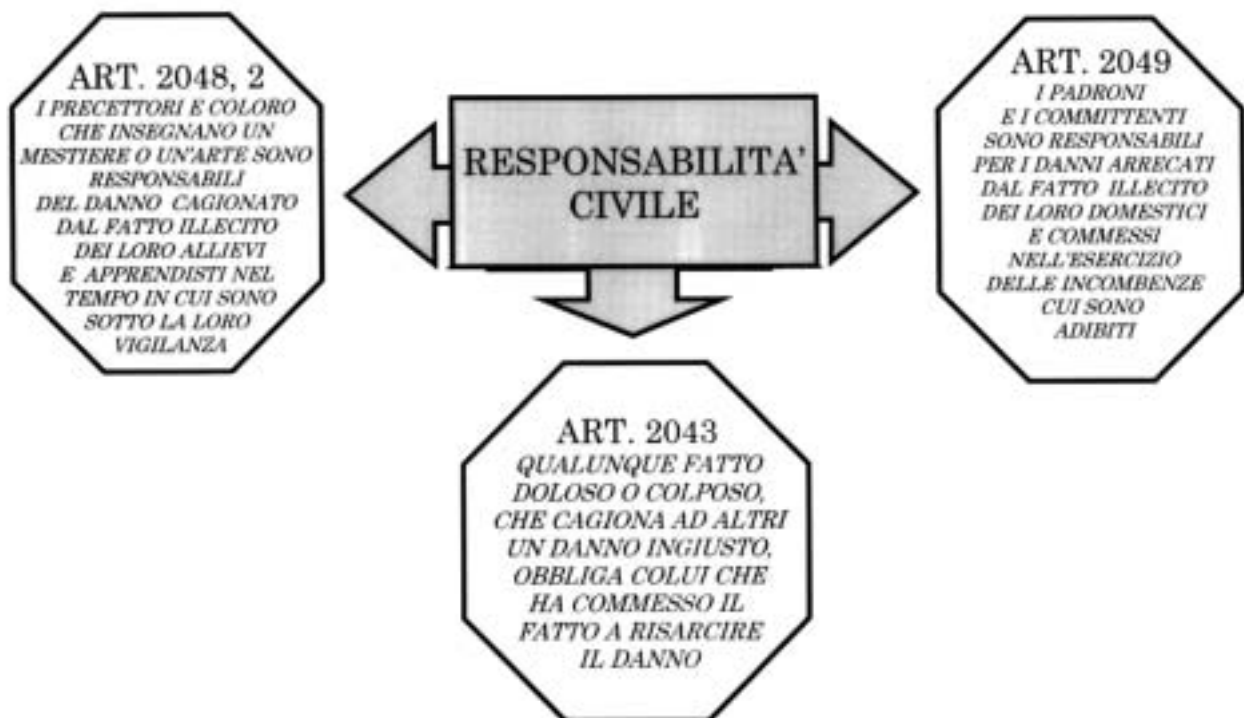 ART. 2048, 2
I PRECETTORI E COLORO
CHE INSEGNANO UN
MESTIERE O UN'ARTE SONO
RESPONSABILI
DEL DANNO CAGIONATO
DAL FATTO ILLECITO
DEI LORO ALLIEVI
E APPRENDISTI NEL
TEMPO IN CUI SONO
SOTTO LA LORO
VIGILANZA
RESPONSABILITA'
CIVILE
ART. 2049
I PADRONI
E I COMMITTENTI
SONO RESPONSABILI
PER I DANNI ARRECATI
DAL FATTO ILLECITO
DEI LORO DOMESTICI
E COMMESSI
NELL'ESERCIZIO
DELLE INCOMBENZE
CUI SONO
ADIBITI
ART. 2043
QUALUNQUE FATTO
DOLOSO O COLPOSO,
CHE CAGIONA AD ALTRI
UN DANNO INGIUSTO,
OBBLIGA COLUI CHE
HA COMMESSO IL
FATTO A RISARCIRE
IL DANNO